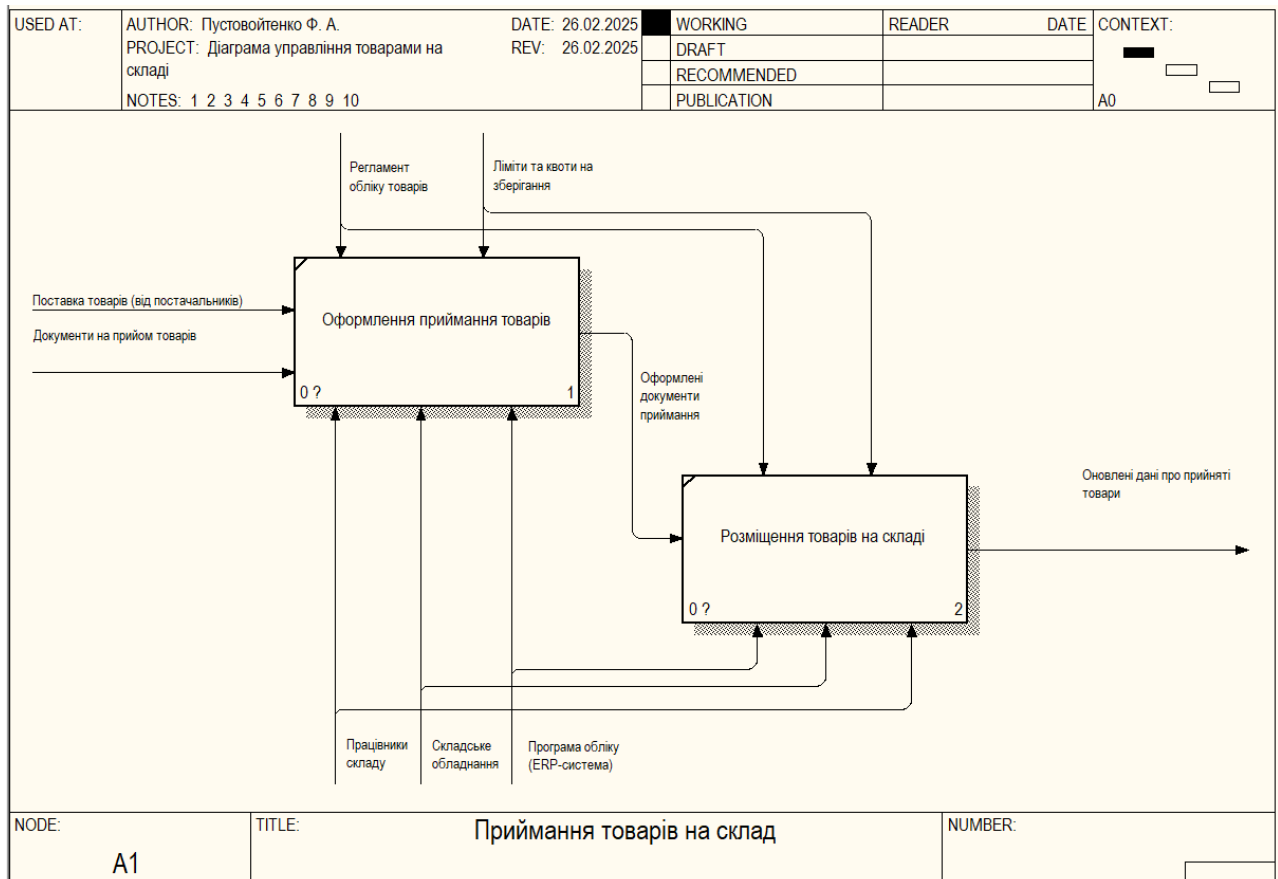 USED AT:
AUTHOR: Пустовойтенко Ф. А.
DATE: 26.02.2025
PROJECT: Діаграма управління товарами на
складі
REV: 26.02.2025
NOTES: 1 2 3 4 5 6 7 8 9 10
WORKING
DRAFT
RECOMMENDED
PUBLICATION
READER DATE
CONTEXT:
A0
Регламент
обліку товарів
Ліміти та квоти на
зберігання
Поставка товарів (від постачальників)
Документи на прийом товарів
Оформлення приймання товарів
0 ? 1
Оформлені
документи
приймання
Розміщення товарів на складі
0 ? 2
Оновлені дані про прийняті
товари
Працівники
складу
Складське
обладнання
Програма обліку
(ERP-система)
NODE:
A1
TITLE:
Приймання товарів на склад
NUMBER: